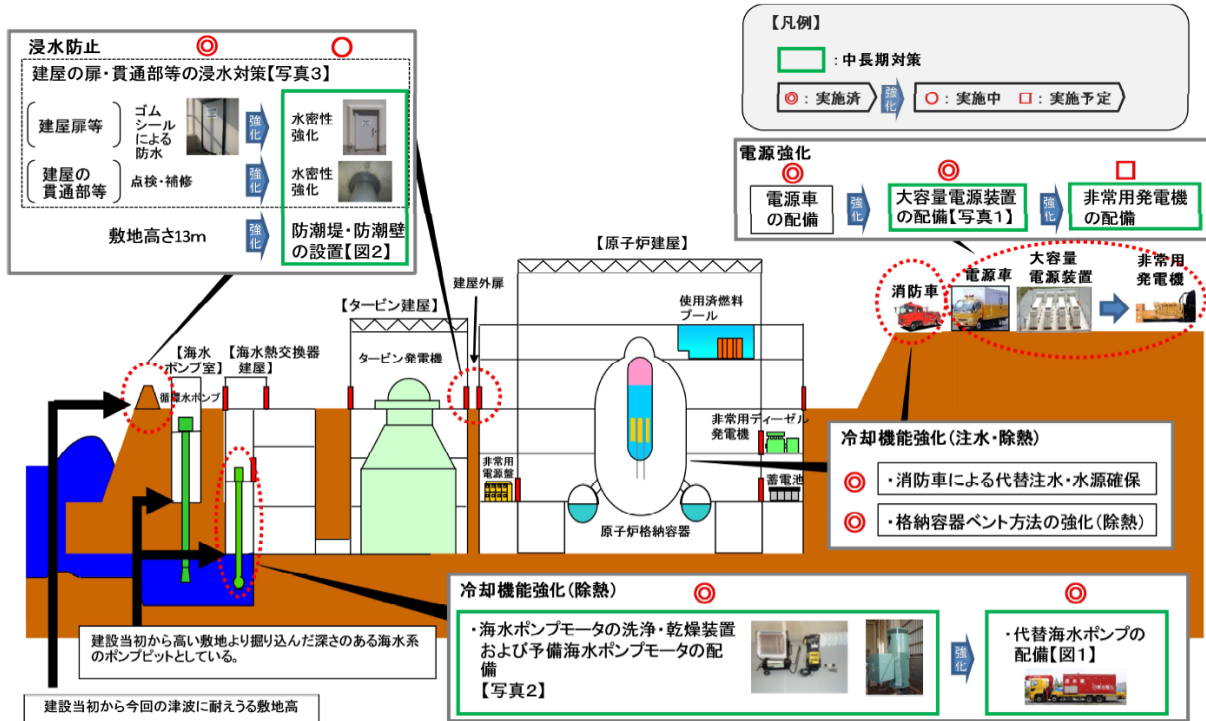 浸水防止
◎
○
建屋の扉・貫通部等の浸水対策【写真3】
建屋扉等
ゴム
シール
による
防水
強化
水密性
強化
建屋の
貫通部等
点検・補修
強化
水密性
強化
敷地高さ13m
強化
防潮堤・防潮壁
の設置【図2】
【凡例】
：中長期対策
◎：実施済
強化
○：実施中 □：実施予定
電源強化
◎
◎
□
電源車
の配備
強化
大容量電源装置
の配備【写真1】
強化
非常用発電機
の配備
消防車
電源車
大容量
電源装置
非常用
発電機
【原子炉建屋】
建屋外扉
使用済燃料
プール
【タービン建屋】
タービン発電機
【海水
ポンプ室】
【海水熱交換器
建屋】
循環水ポンプ
非常用ディーゼル
発電機
非常用
電源盤
蓄電池
原子炉格納容器
冷却機能強化（注水・除熱）
◎ ・消防車による代替注水・水源確保
◎ ・格納容器ベント方法の強化（除熱）
冷却機能強化（除熱）
◎
◎
・海水ポンプモータの洗浄・乾燥装置
および予備海水ポンプモータの配
備
【写真2】
強化
・代替海水ポンプの
配備【図1】
建設当初から高い敷地より掘り込んだ深さのある海水系
のポンプピットとしている。
建設当初から今回の津波に耐えうる敷地高